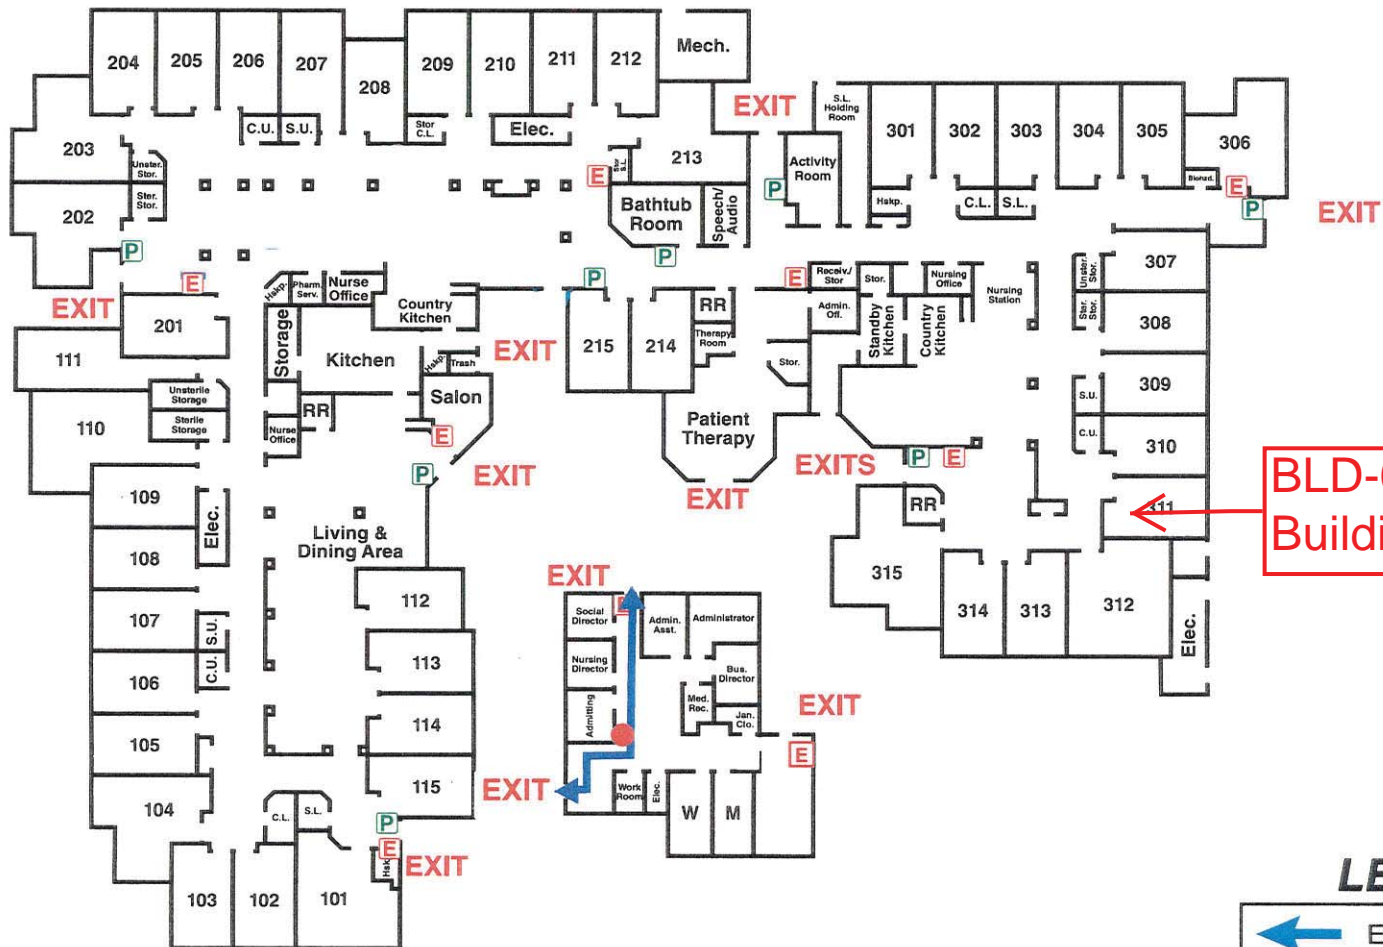 204
205
206
207
208
209
210
211
212
Mech.
C.U.
S.U.
Stor
C.L.
Elec.
EXIT
S.L.
Holding
Room
301
302
303
304
305
306
203
Unster.
Stor.
Ster.
Stor.
202
P
E
Stor
S.L.
213
Bathtub
Room
Speech/
Audio
P
Activity
Room
P
Hskp.
C.L.
S.L.
Biohzd.
E
P
EXIT
EXIT
E
201
Hskp.
Pharm.
Serv.
Nurse
Office
Country
Kitchen
Storage
Kitchen
Hskp.
Trash
Salon
E
RR
Nurse
Office
EXIT
P
215
214
RR
Therapy
Room
E
Receiv./
Stor
Admin.
Off.
Stor.
Stor.
Nursing
Office
Standby
Kitchen
Country
Kitchen
Nursing
Station
Unster.
Stor.
Ster.
Stor.
307
308
309
310
311
S.U.
C.U.
111
110
Unsterile
Storage
Sterile
Storage
Patient
Therapy
EXIT
EXITS
P
E
P
EXIT
109
108
107
106
105
104
Elec.
S.U.
C.U.
Living &
Dining Area
112
113
114
115
RR
315
314
313
312
Elec.
BLD-
Buildi
EXIT
Social
Director
Nursing
Director
Admitting
Admin.
Asst.
Administrator
Bus.
Director
Med.
Rec.
Jan.
Clo.
EXIT
E
EXIT
Work
Room
Elec.
W
M
C.L.
S.L.
P
E
EXIT
103
102
101
LE
E